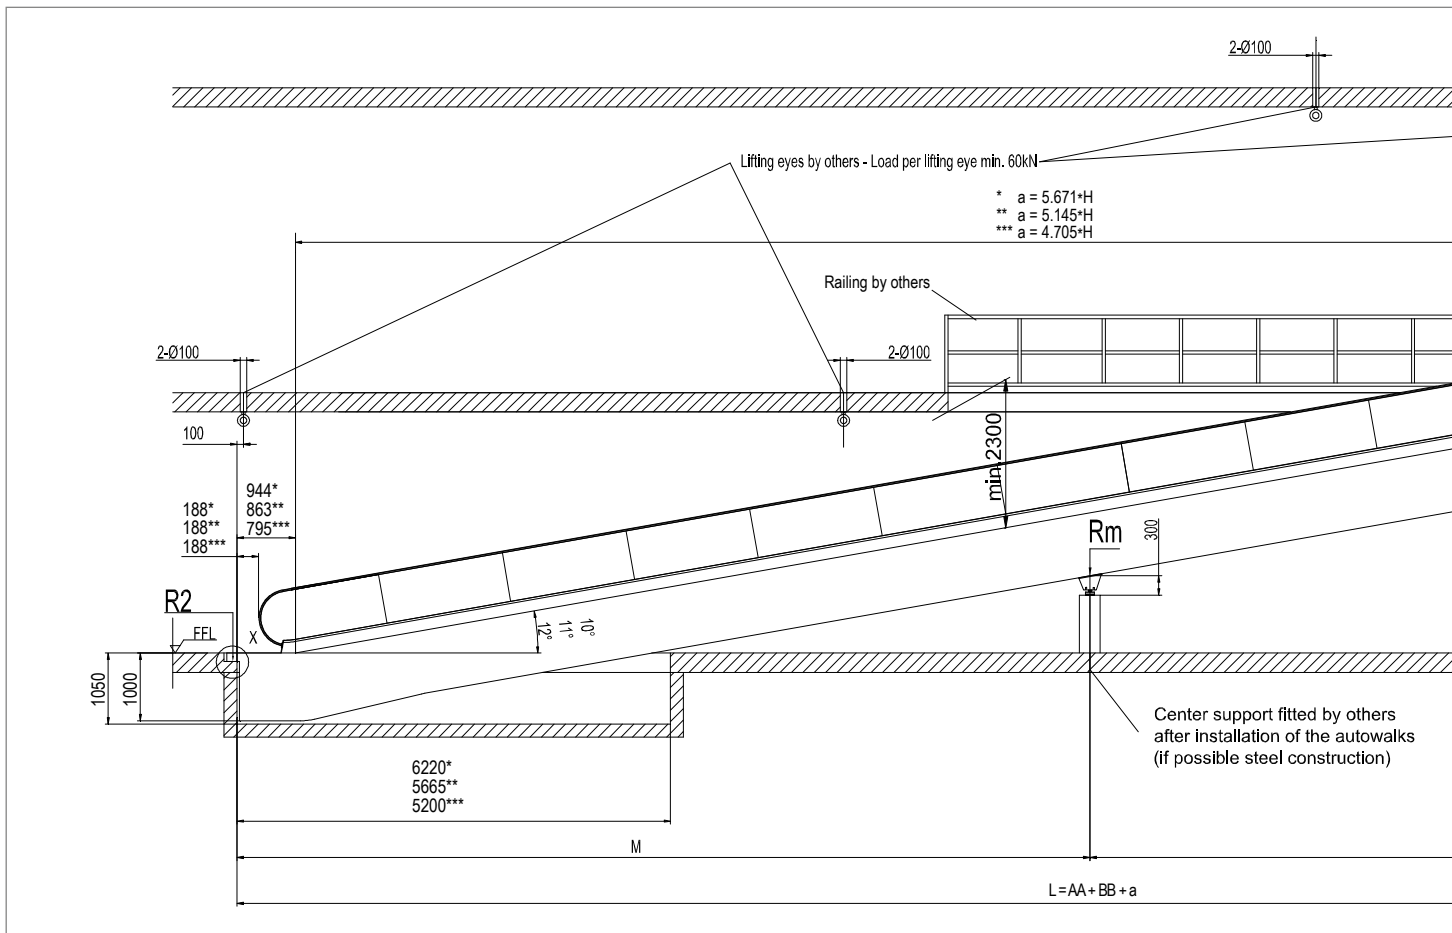 2-Ø100
Lifting eyes by others - Load per lifting eye min. 60kN
* a = 5.671*H
** a = 5.145*H
*** a = 4.705*H
Railing by others
2-Ø100
2-Ø100
100
min.2300
944*
863**
795***
188*
188**
188***
Rm
300
R2
FFL
X
10°
11°
12°
1050
1000
Center support fitted by others
after installation of the autowalks
(if possible steel construction)
6220*
5665**
5200***
M
L=AA+BB+a